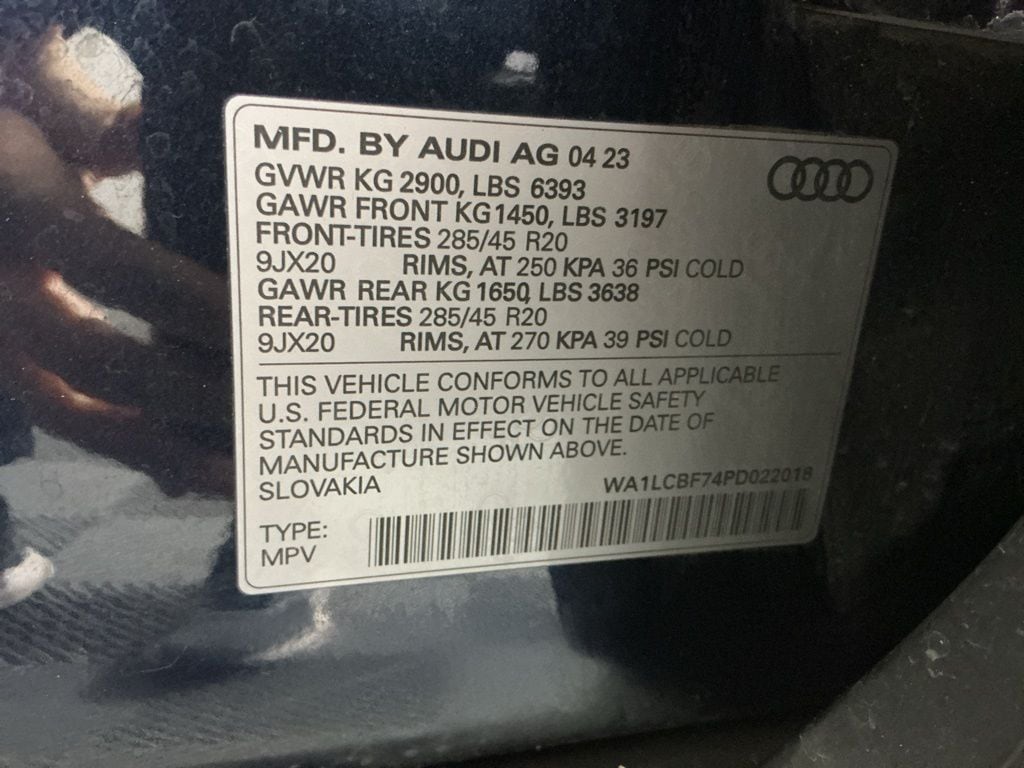 MFD. BY AUDI AG 04 23
GVWR KG 2900, LBS 6393
GAWR FRONT KG1450, LBS 3197
FRONT-TIRES 285/45 R20
9JX20 RIMS, AT 250 KPA 36 PSI COLD
GAWR REAR KG 1650, LBS 3638
REAR-TIRES 285/45 R20
9JX20 RIMS, AT 270 KPA 39 PSI COLD
THIS VEHICLE CONFORMS TO ALL APPLICABLE
U.S. FEDERAL MOTOR VEHICLE SAFETY
STANDARDS IN EFFECT ON THE DATE OF
MANUFACTURE SHOWN ABOVE.
SLOVAKIA WA1LCBF74PD022018
TYPE:
MPV